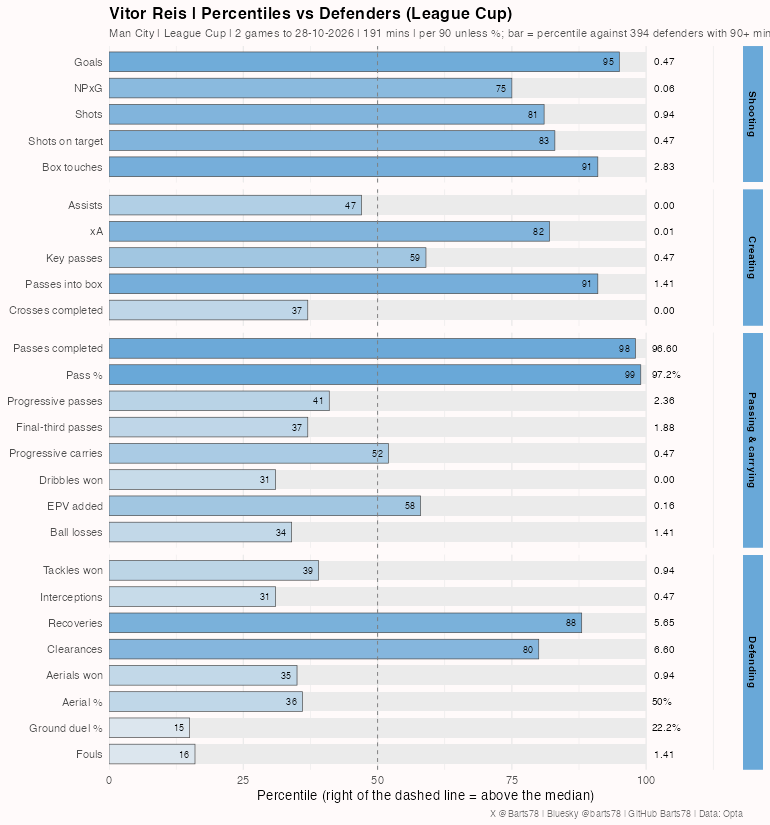 Vitor Reis | Percentiles vs Defenders (League Cup)
Man City | League Cup | 2 games to 28-10-2026 | 191 mins | per 90 unless %; bar = percentile against 394 defenders with 90+ min
Goals 95 0.47
NPxG 75 0.06
Shots 81 0.94
Shots on target 83 0.47
Box touches 91 2.83
Shooting
Assists 47 0.00
xA 82 0.01
Key passes 59 0.47
Passes into box 91 1.41
Crosses completed 37 0.00
Creating
Passes completed 98 96.60
Pass % 99 97.2%
Progressive passes 41 2.36
Final-third passes 37 1.88
Progressive carries 52 0.47
Dribbles won 31 0.00
EPV added 58 0.16
Ball losses 34 1.41
Passing & carrying
Tackles won 39 0.94
Interceptions 31 0.47
Recoveries 88 5.65
Clearances 80 6.60
Aerials won 35 0.94
Aerial % 36 50%
Ground duel % 15 22.2%
Fouls 16 1.41
Defending
0 25 50 75 100
Percentile (right of the dashed line = above the median)
X @Barts78 | Bluesky @barts78 | GitHub Barts78 | Data: Opta